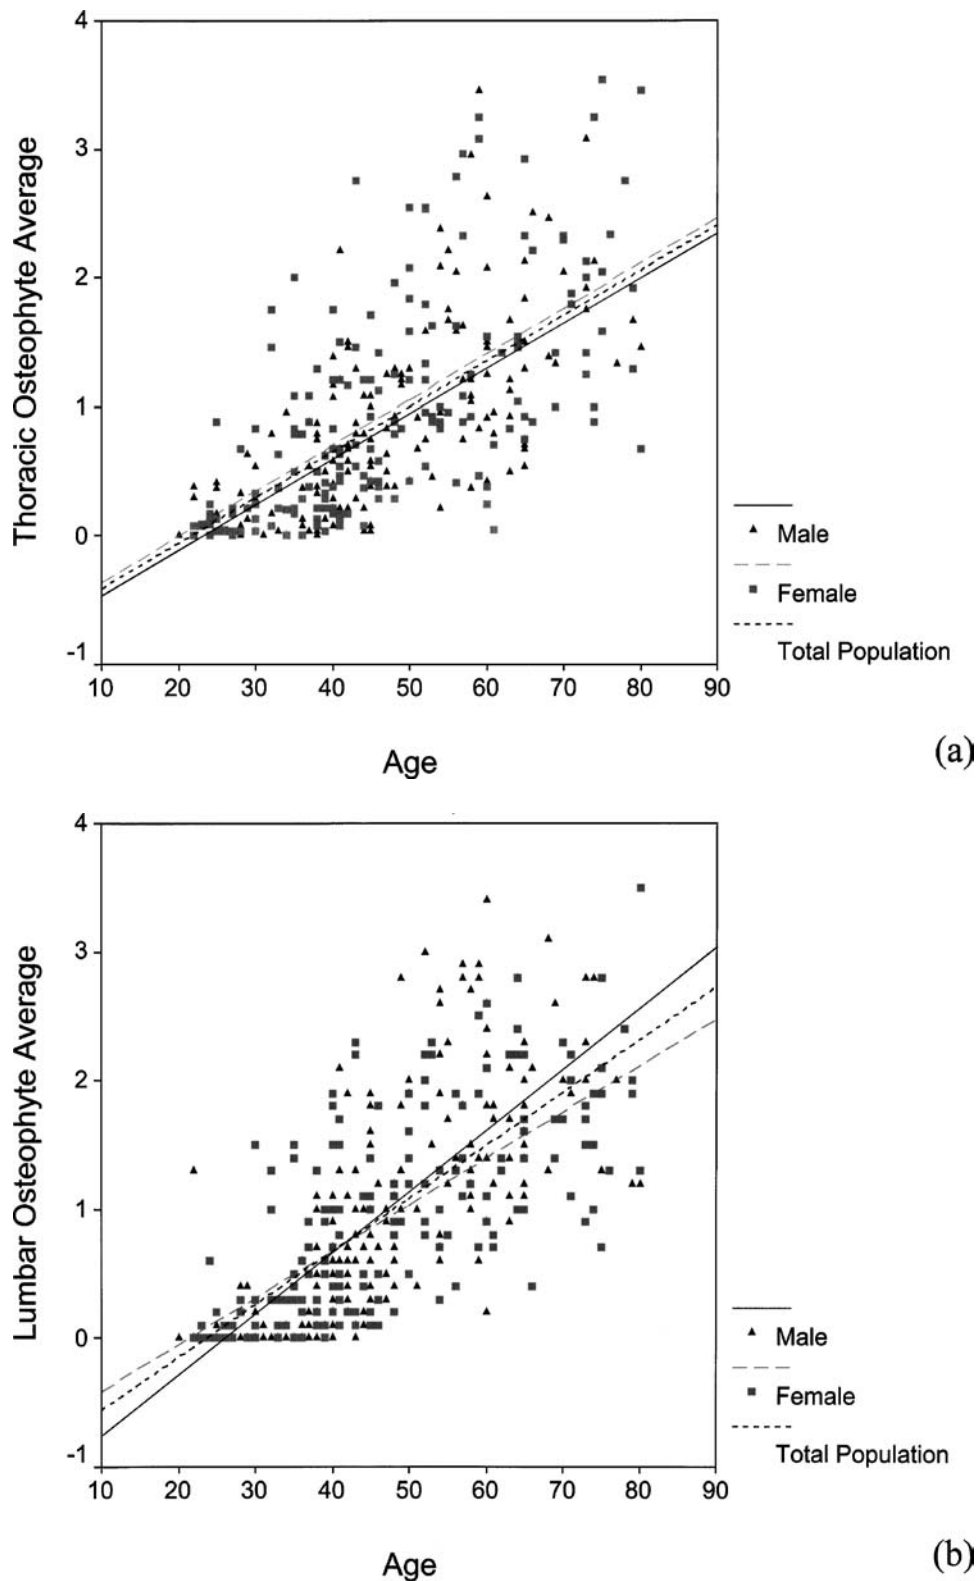 4
3
2
1
0
-1
Thoracic Osteophyte Average
10 20 30 40 50 60 70 80 90
Age
Male
Female
Total Population
(a)
4
3
2
1
0
-1
Lumbar Osteophyte Average
10 20 30 40 50 60 70 80 90
Age
Male
Female
Total Population
(b)